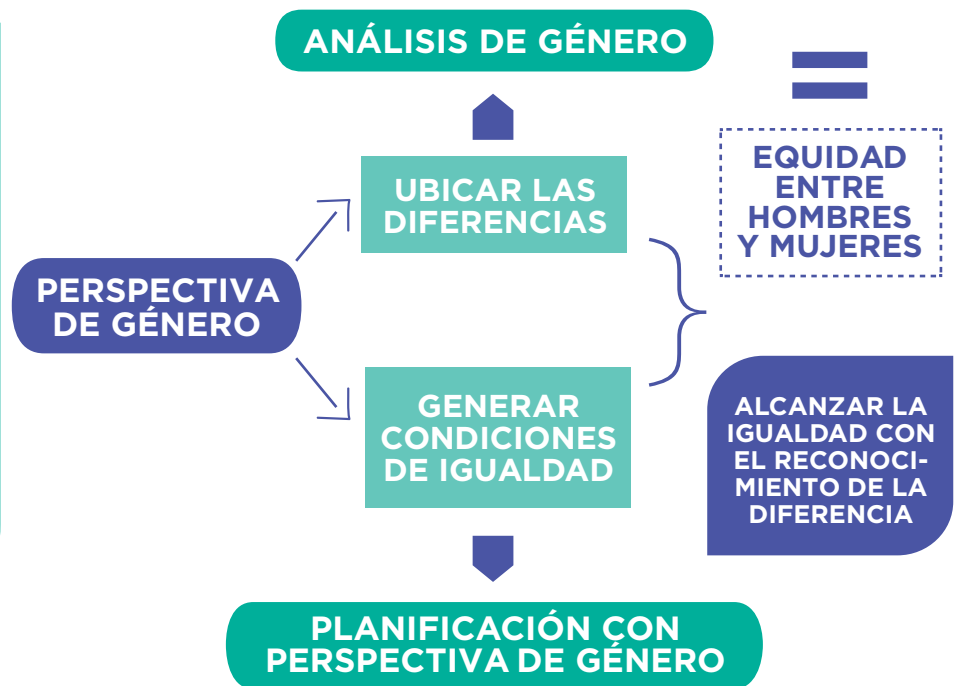 ANÁLISIS DE GÉNERO
UBICAR LAS
DIFERENCIAS
EQUIDAD
ENTRE
HOMBRES
Y MUJERES
PERSPECTIVA
DE GÉNERO
GENERAR
CONDICIONES
DE IGUALDAD
ALCANZAR LA
IGUALDAD CON
EL RECONOCI-
MIENTO DE LA
DIFERENCIA
PLANIFICACIÓN CON
PERSPECTIVA DE GÉNERO